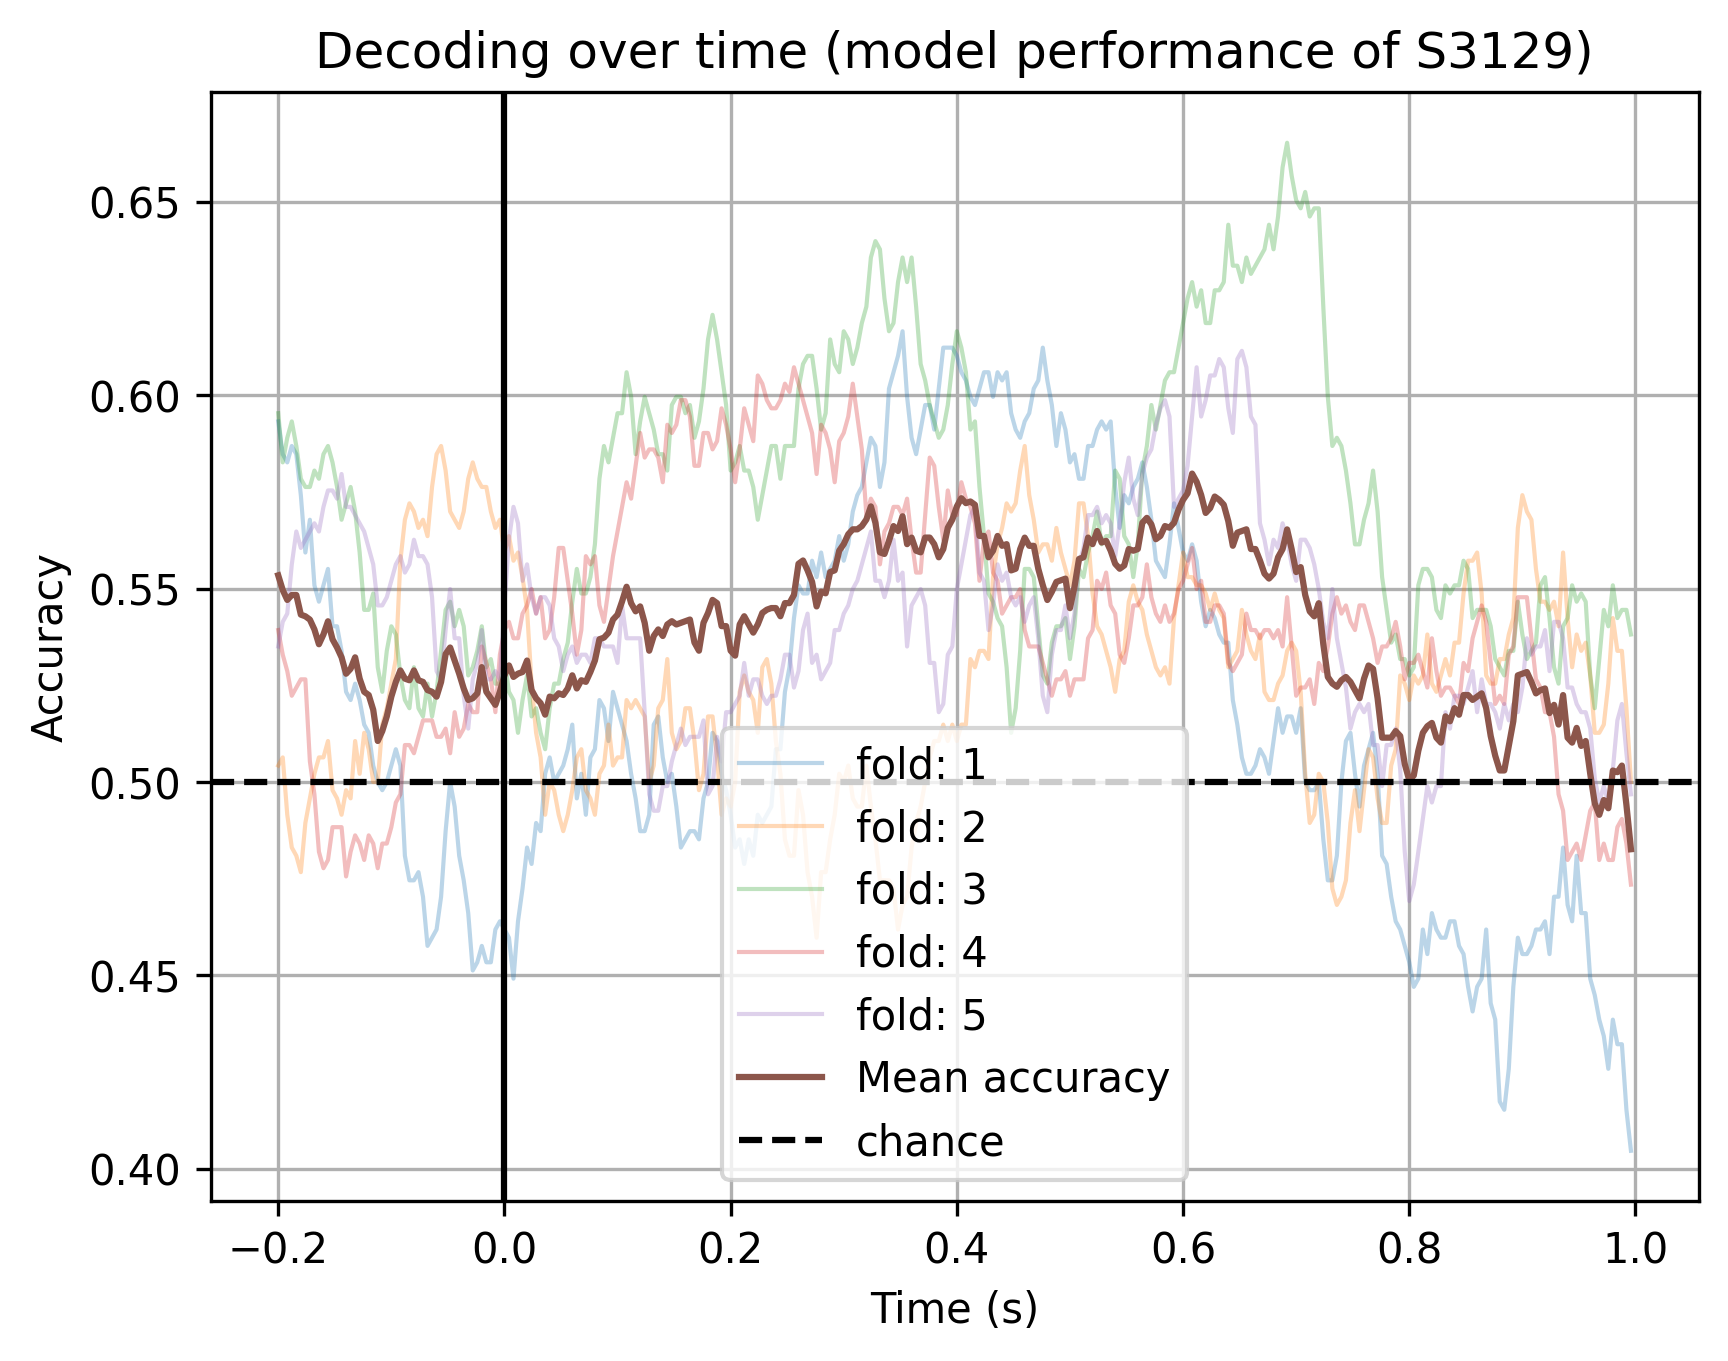 Decoding over time (model performance of S3129)
Accuracy
0.65
0.60
0.55
0.50
0.45
0.40
fold: 1
fold: 2
fold: 3
fold: 4
fold: 5
Mean accuracy
chance
−0.2 0.0 0.2 0.4 0.6 0.8 1.0
Time (s)